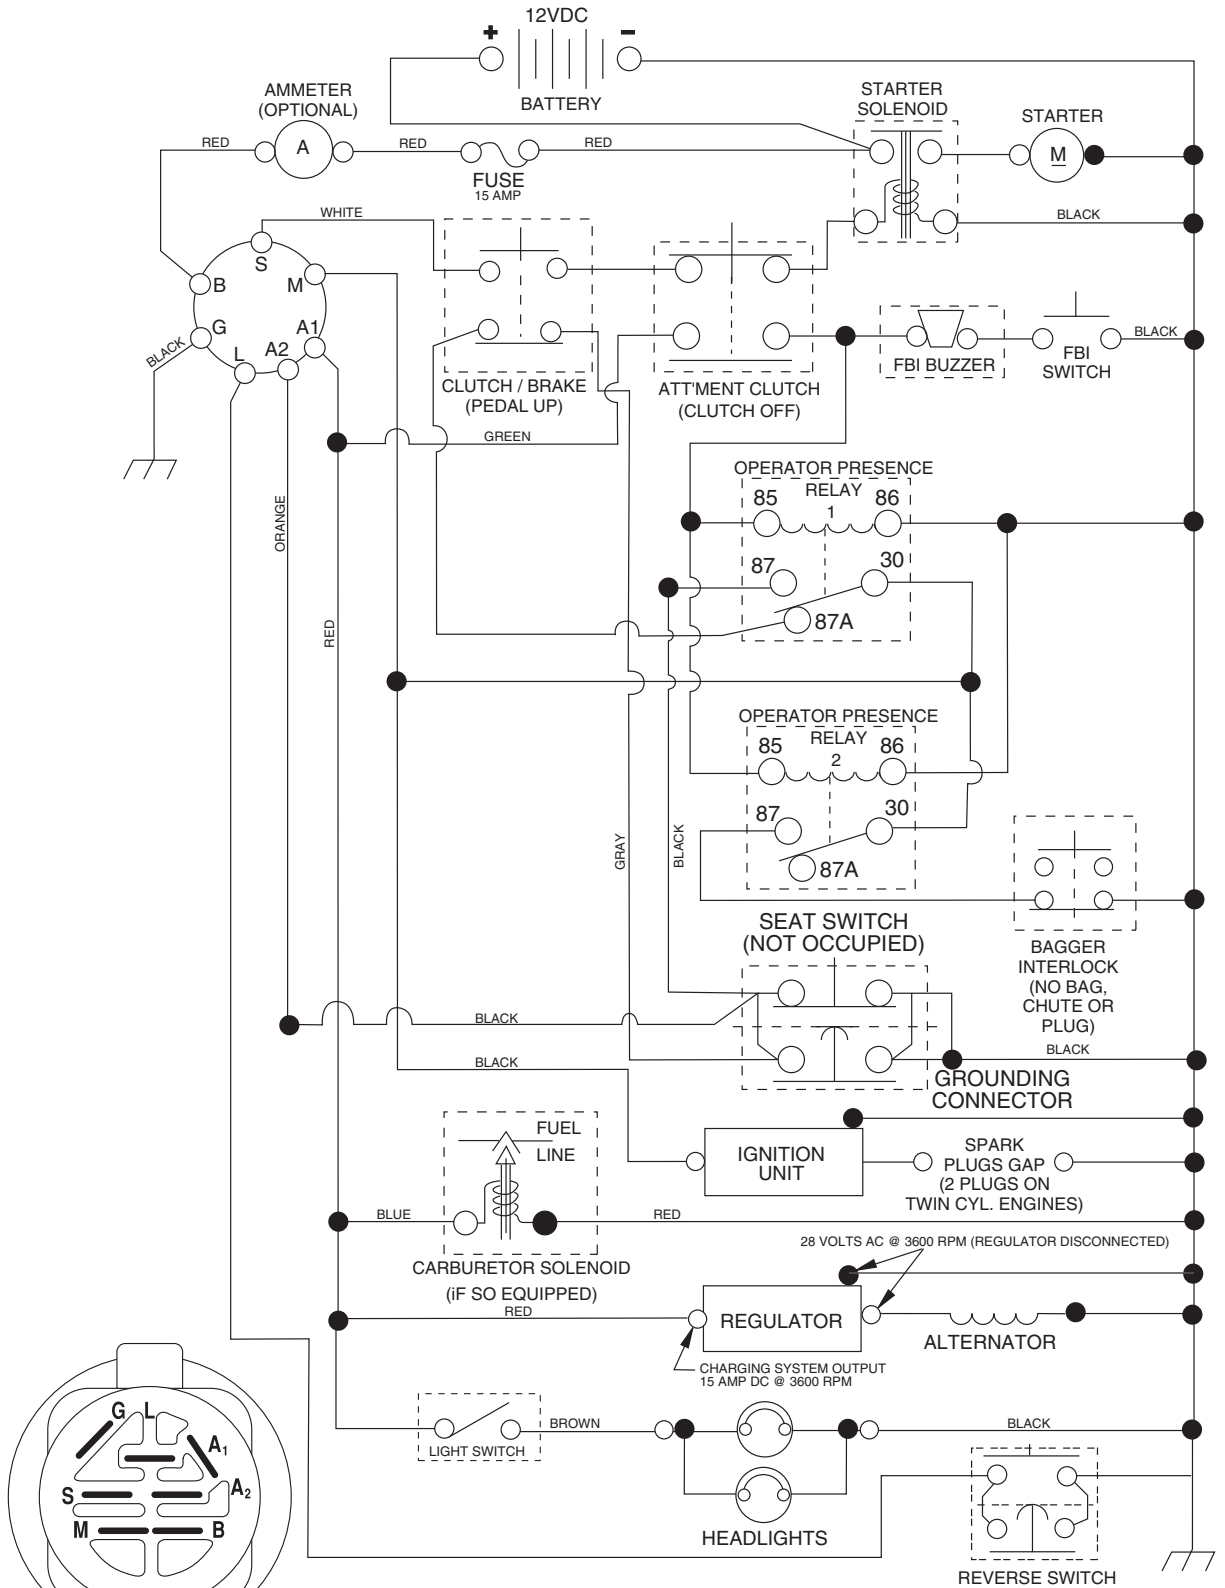 12VDC
+ -
BATTERY
AMMETER
(OPTIONAL)
STARTER
SOLENOID
STARTER
RED
A
RED
RED
M
FUSE
15 AMP
WHITE
BLACK
S
B
M
G
A1
L
A2
BLACK
CLUTCH / BRAKE
(PEDAL UP)
ATT'MENT CLUTCH
(CLUTCH OFF)
FBI BUZZER
FBI
SWITCH
BLACK
GREEN
ORANGE
RED
OPERATOR PRESENCE
RELAY
1
85
86
87
30
87A
OPERATOR PRESENCE
RELAY
2
85
86
87
30
87A
GRAY
BLACK
SEAT SWITCH
(NOT OCCUPIED)
BAGGER
INTERLOCK
(NO BAG,
CHUTE OR
PLUG)
BLACK
BLACK
BLACK
GROUNDING
CONNECTOR
FUEL
LINE
IGNITION
UNIT
SPARK
PLUGS GAP
(2 PLUGS ON
TWIN CYL. ENGINES)
BLUE
RED
CARBURETOR SOLENOID
(iF SO EQUIPPED)
28 VOLTS AC @ 3600 RPM (REGULATOR DISCONNECTED)
RED
REGULATOR
ALTERNATOR
CHARGING SYSTEM OUTPUT
15 AMP DC @ 3600 RPM
LIGHT SWITCH
BROWN
BLACK
HEADLIGHTS
REVERSE SWITCH
G L
A1
S
A2
M
B